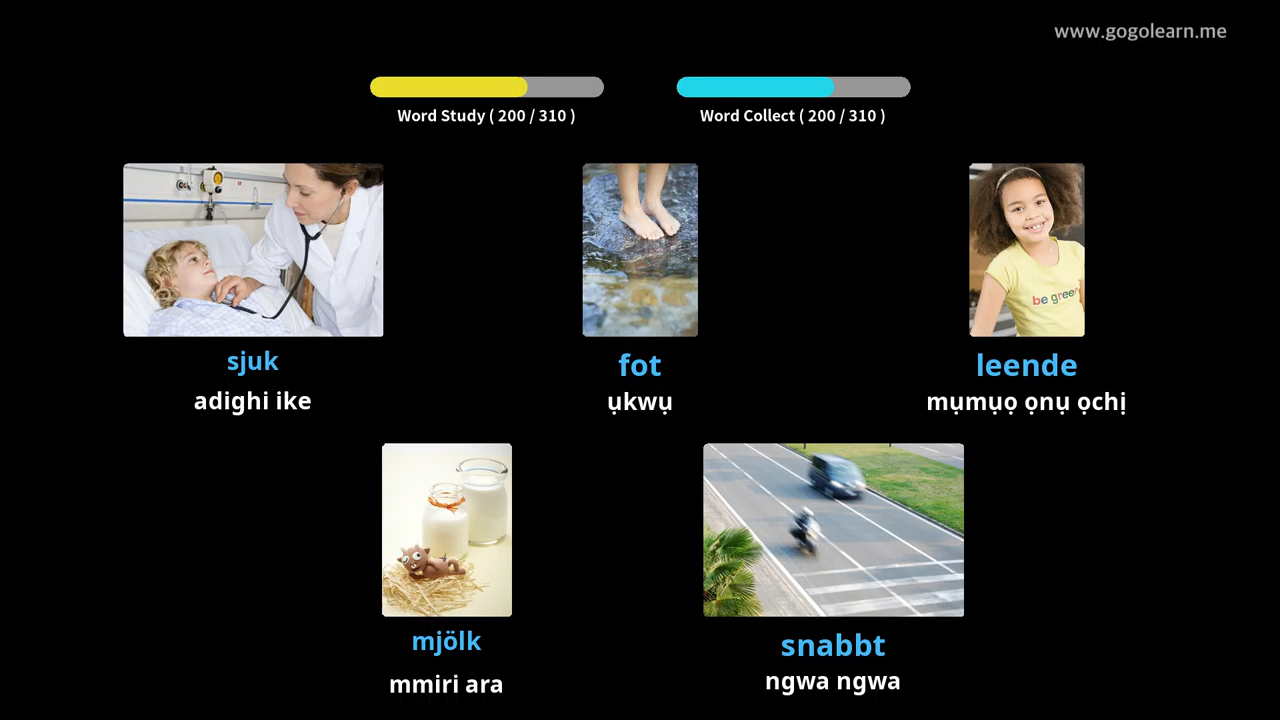 www.gogolearn.me
Word Study ( 200 / 310 )
Word Collect ( 200 / 310 )
be green
sjuk
fot
leende
adighi ike
ụkwụ
mụmụọ ọnụ ọchị
mjölk
snabbt
mmiri ara
ngwa ngwa